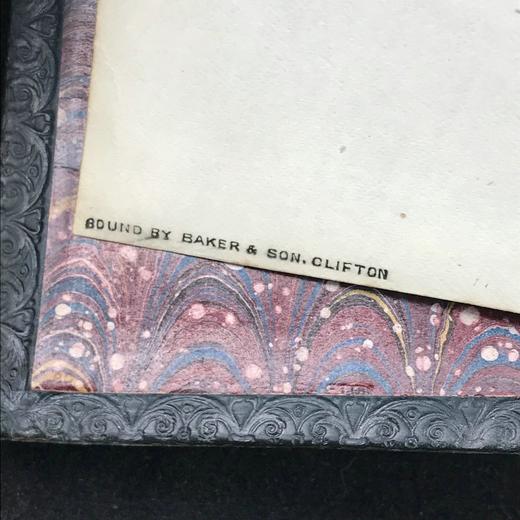 BOUND BY BAKER & SON, CLIFTON